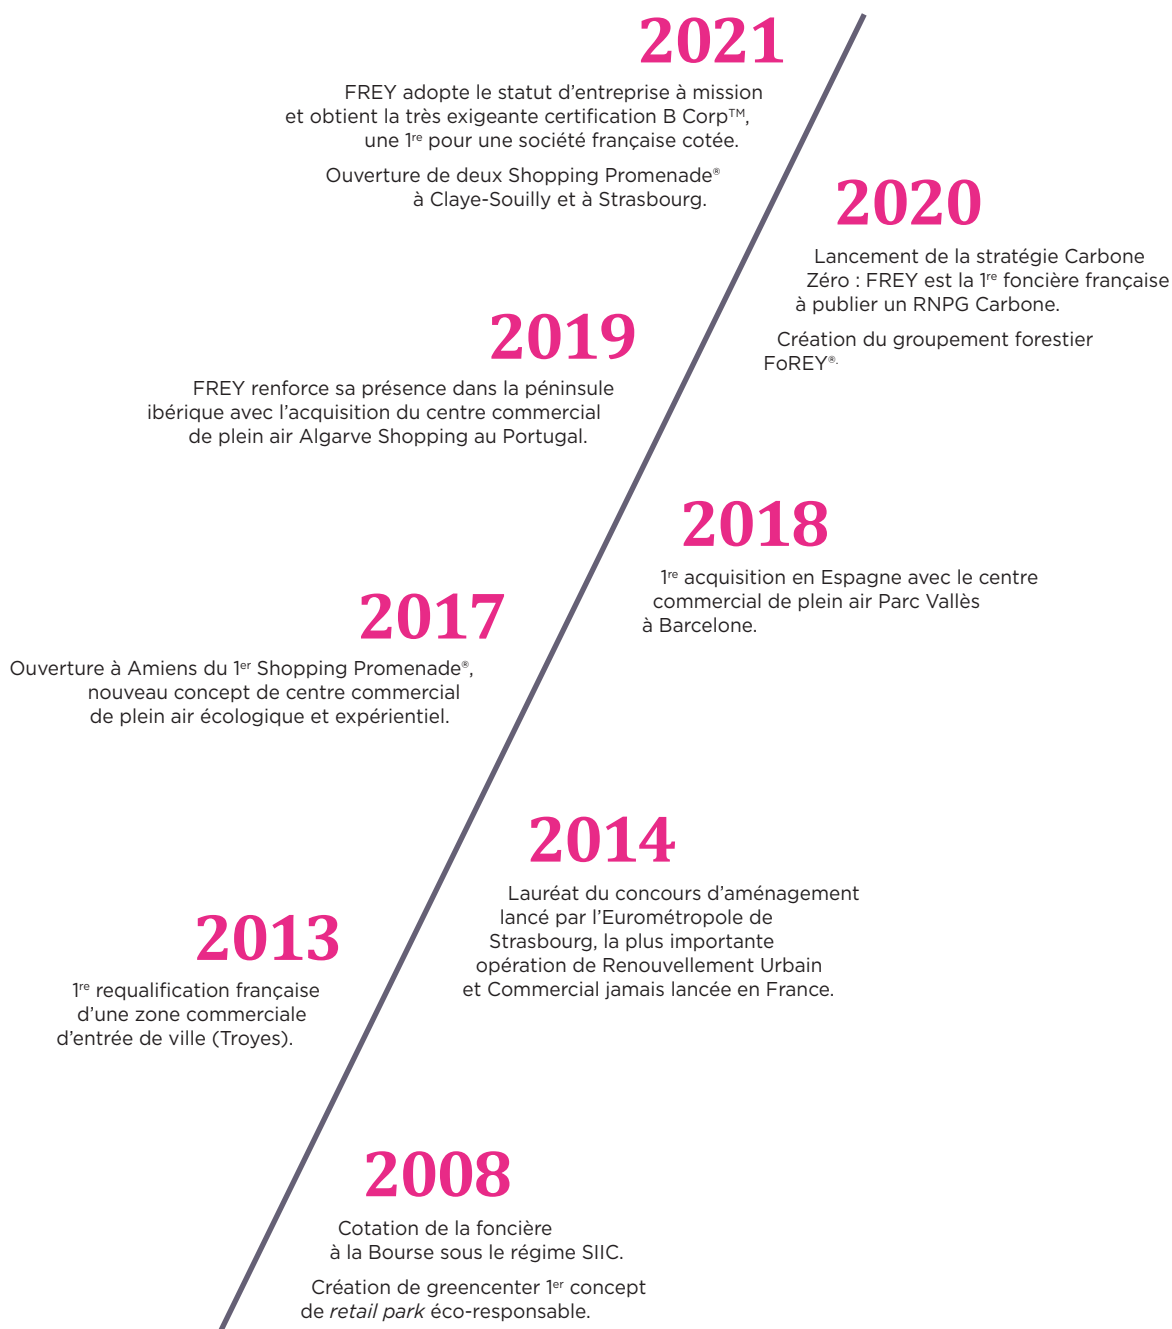 2021
FREY adopte le statut d’entreprise à mission
et obtient la très exigeante certification B Corp™,
une 1re pour une société française cotée.
Ouverture de deux Shopping Promenade®
à Claye-Souilly et à Strasbourg.
2020
Lancement de la stratégie Carbone
Zéro : FREY est la 1re foncière française
à publier un RNPG Carbone.
Création du groupement forestier
FoREY®.
2019
FREY renforce sa présence dans la péninsule
ibérique avec l’acquisition du centre commercial
de plein air Algarve Shopping au Portugal.
2018
1re acquisition en Espagne avec le centre
commercial de plein air Parc Vallès
à Barcelone.
2017
Ouverture à Amiens du 1er Shopping Promenade®,
nouveau concept de centre commercial
de plein air écologique et expérientiel.
2014
Lauréat du concours d’aménagement
lancé par l’Eurométropole de
Strasbourg, la plus importante
opération de Renouvellement Urbain
et Commercial jamais lancée en France.
2013
1re requalification française
d’une zone commerciale
d’entrée de ville (Troyes).
2008
Cotation de la foncière
à la Bourse sous le régime SIIC.
Création de greencenter 1er concept
de retail park éco-responsable.